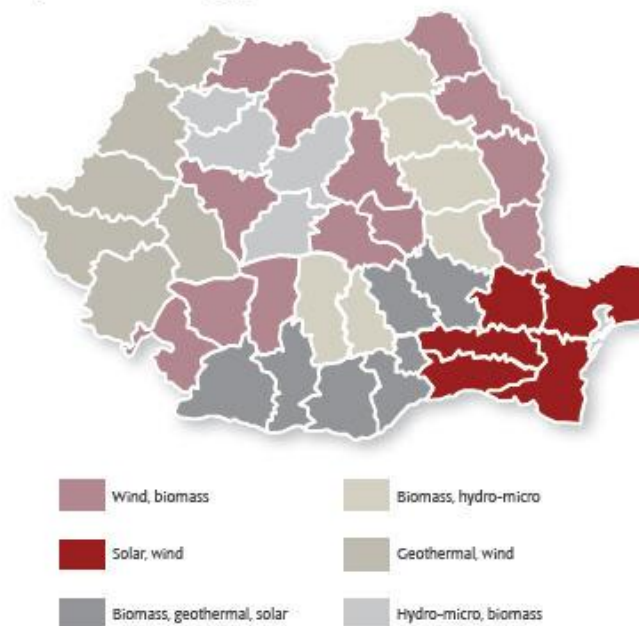 Wind, biomass
Biomass, hydro-micro
Solar, wind
Geothermal, wind
Biomass, geothermal, solar
Hydro-micro, biomass